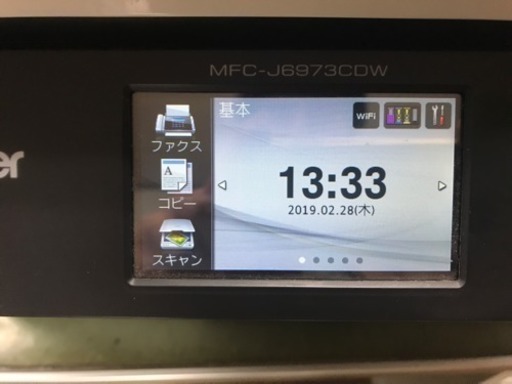 MFC-J6973CDW
基本
WiFi
ファクス
コピー
スキャン
13:33
2019.02.28(木)